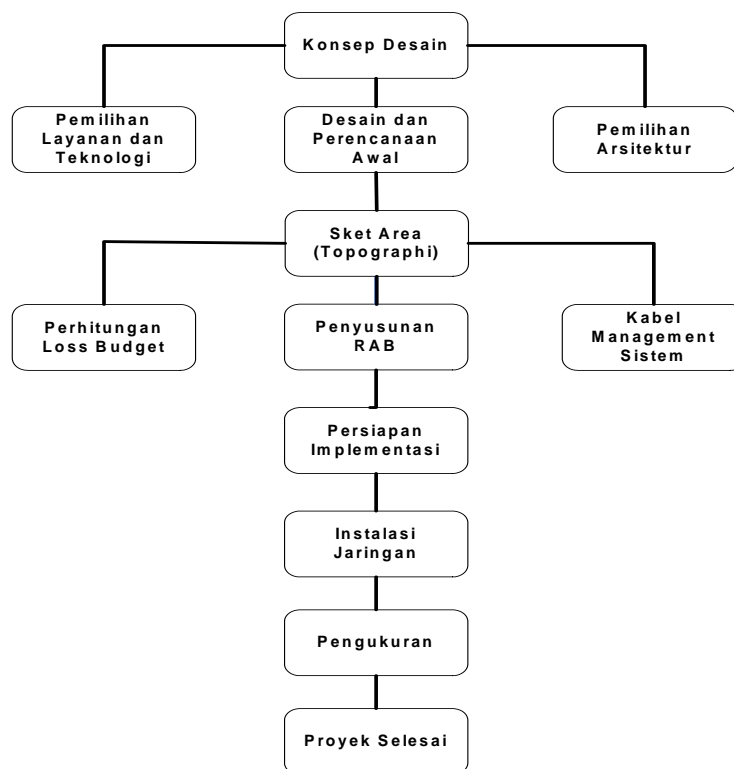 Konsep Desain
Pemilihan
Layanan dan
Teknologi
Desain dan
Perencanaan
Awal
Pemilihan
Arsitektur
Sket Area
(Topographi)
Perhitungan
Loss Budget
Penyusunan
RAB
Kabel
Management
Sistem
Persiapan
Implementasi
Instalasi
Jaringan
Pengukuran
Proyek Selesai